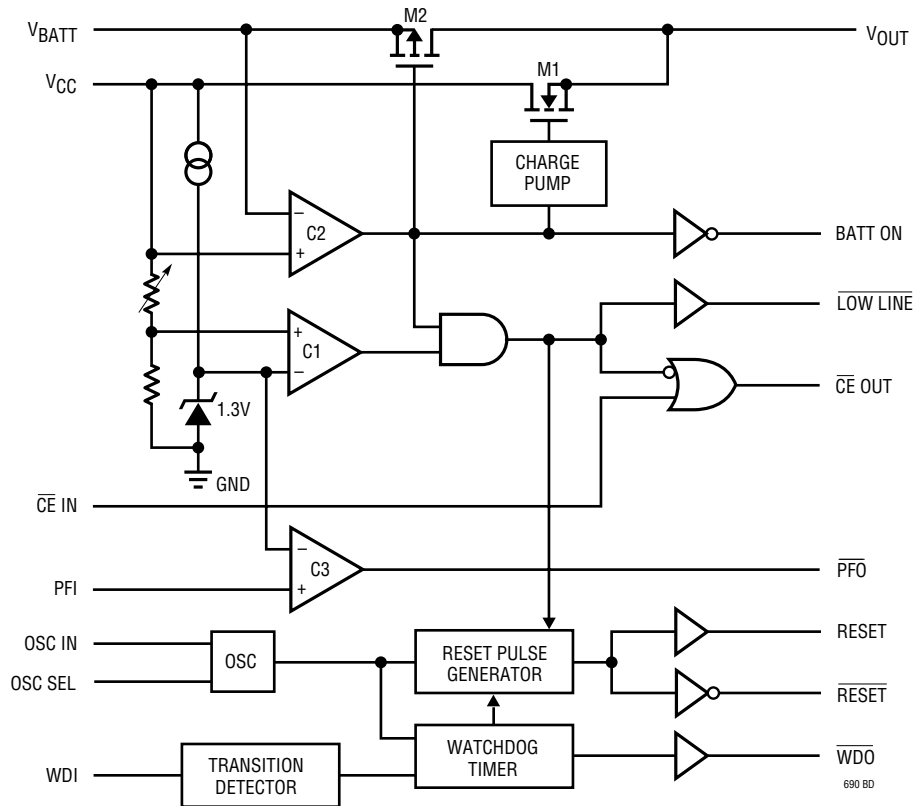 M2
VBATT
VOUT
VCC
M1
CHARGE
PUMP
−
C2
+
BATT ON
LOW LINE
+
C1
−
1.3V
CE OUT
GND
CE IN
−
C3
+
PFI
PFO
OSC IN
OSC
OSC SEL
RESET PULSE
GENERATOR
RESET
RESET
WDI
TRANSITION
DETECTOR
WATCHDOG
TIMER
WDO
690 BD